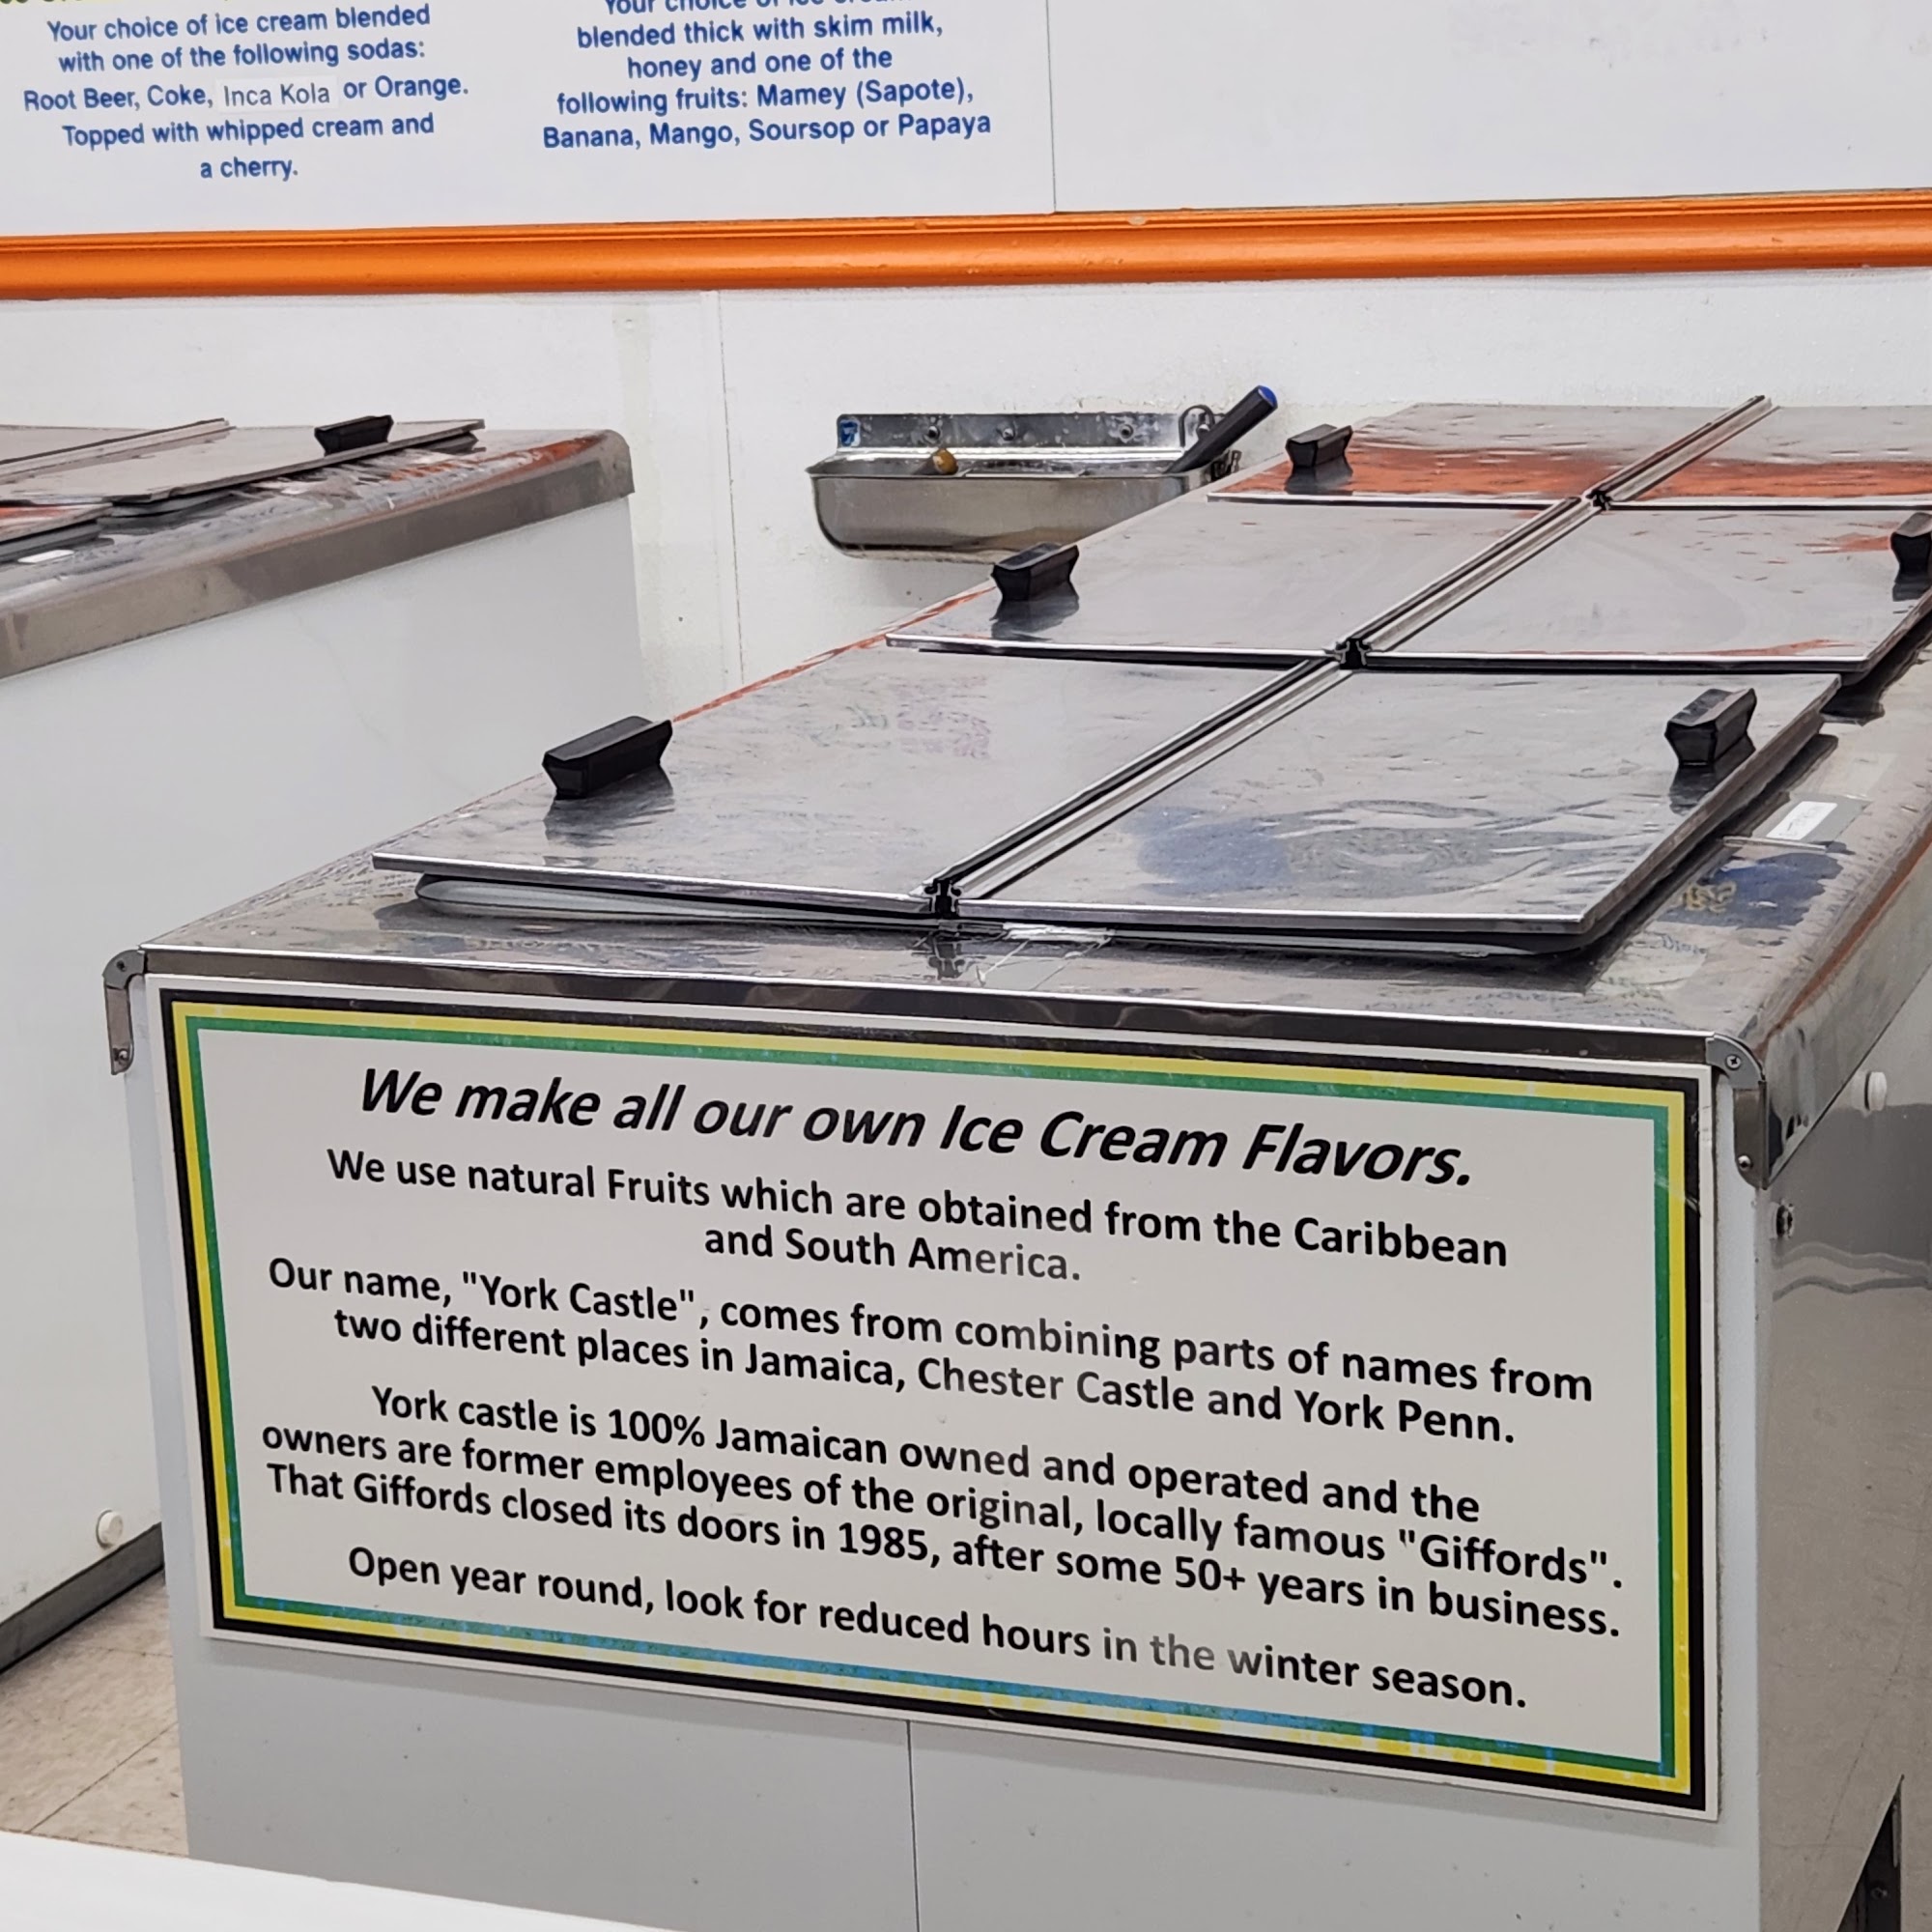 Your choice of ice cream blended
with one of the following sodas:
Root Beer, Coke, Inca Kola or Orange.
Topped with whipped cream and
a cherry.
Your choice of ice
blended thick with skim milk,
honey and one of the
following fruits: Mamey (Sapote),
Banana, Mango, Soursop or Papaya
We make all our own Ice Cream Flavors.
We use natural Fruits which are obtained from the Caribbean
and South America.
Our name, "York Castle", comes from combining parts of names from
two different places in Jamaica, Chester Castle and York Penn.
York castle is 100% Jamaican owned and operated and the
owners are former employees of the original, locally famous "Giffords".
That Giffords closed its doors in 1985, after some 50+ years in business.
Open year round, look for reduced hours in the winter season.